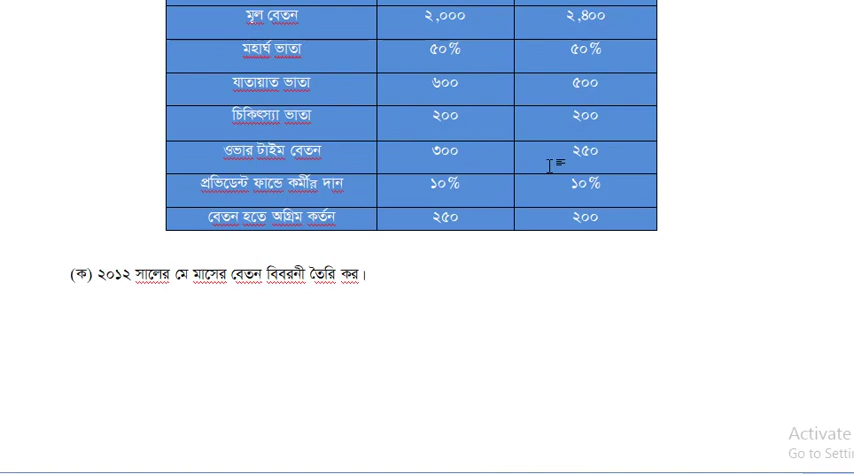 মুল বেতন ২,০০০ ২,৪০০
মহার্ঘ ভাতা ৫০% ৫০%
যাতায়াত ভাতা ৬০০ ৫০০
চিকিৎস্যা ভাতা ২০০ ২০০
ওভার টাইম বেতন ৩০০ ২৫০
প্রভিডেন্ট ফান্ডে কর্মীর দান ১০% ১০%
বেতন হতে অগ্রিম কর্তন ২৫০ ২০০
(ক) ২০১২ সালের মে মাসের বেতন বিবরনী তৈরি কর।
Activate
Go to Setti